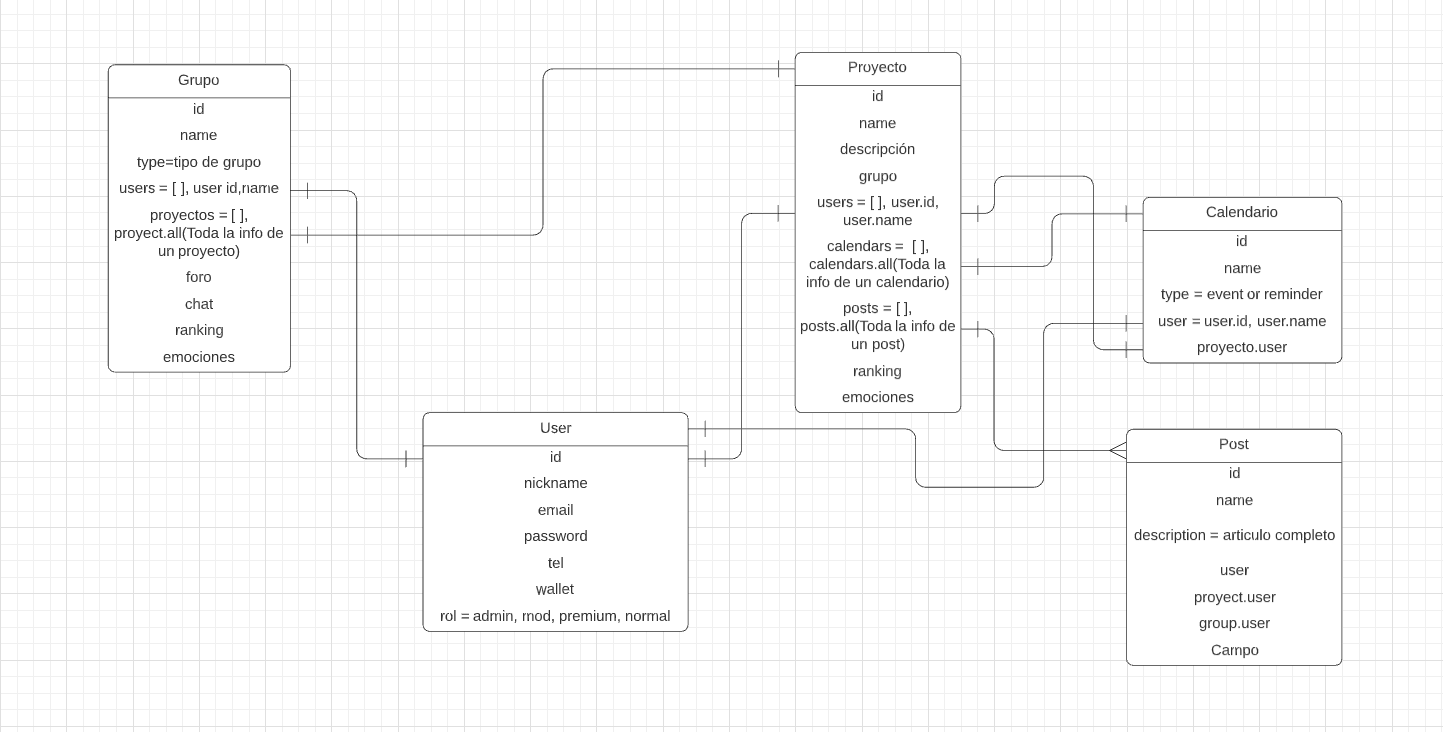 Grupo
id
name
type=tipo de grupo
users = [ ], user id,name
proyectos = [ ],
proyect.all(Toda la info de
un proyecto)
foro
chat
ranking
emociones
User
id
nickname
email
password
tel
wallet
rol = admin, mod, premium, normal
Proyecto
id
name
descripción
grupo
users = [ ], user.id,
user.name
calendars = [ ],
calendars.all(Toda la
info de un calendario)
posts = [ ],
posts.all(Toda la info de
un post)
ranking
emociones
Calendario
id
name
type = event or reminder
user = user.id, user.name
proyecto.user
Post
id
name
description = articulo completo
user
proyect.user
group.user
Campo